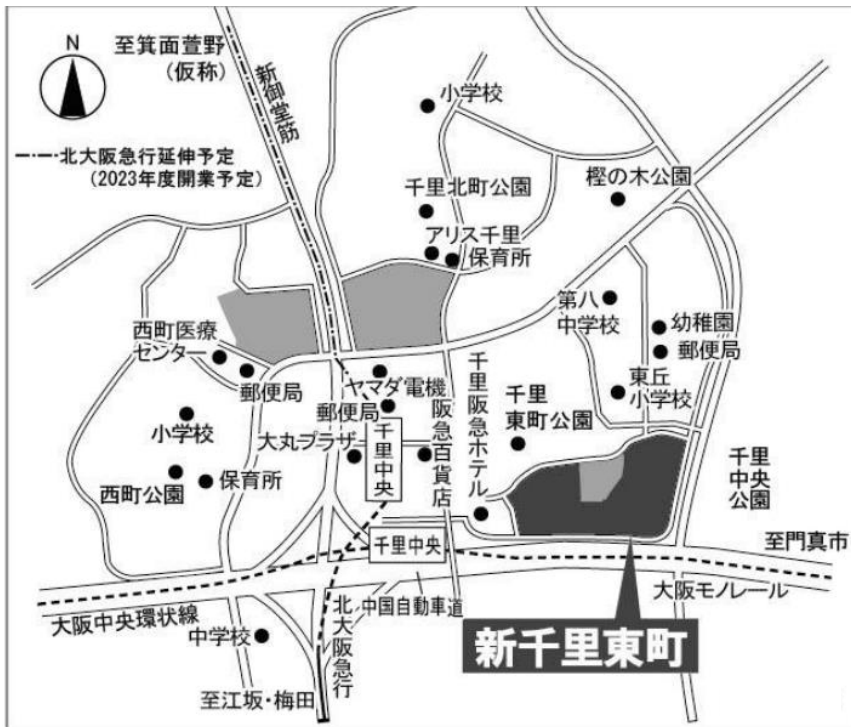 N
至箕面萱野
(仮称)
新御堂筋
小学校
北大阪急行延伸予定
(2023年度開業予定)
千里北町公園
樫の木公園
アリス千里
保育所
第八
中学校
幼稚園
郵便局
西町医療
センター
郵便局
ヤマダ電機
郵便局
千里阪急ホテル
千里
東町公園
東丘
小学校
小学校
大丸プラザ
千里中央
阪急百貨店
千里
中央
公園
西町公園
保育所
千里中央
至門真市
大阪モノレール
大阪中央環状線
中国自動車道
中学校
北大阪急行
新千里東町
至江坂・梅田